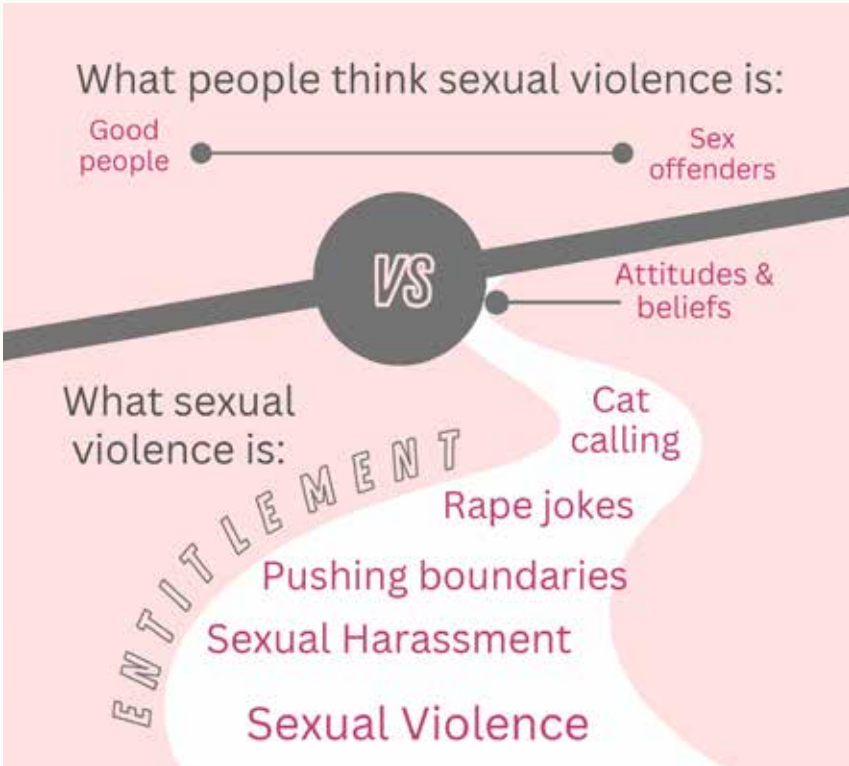 What people think sexual violence is:
Good
people
Sex
offenders
VS
Attitudes &
beliefs
What sexual
violence is:
ENTITLEMENT
Cat
calling
Rape jokes
Pushing boundaries
Sexual Harassment
Sexual Violence